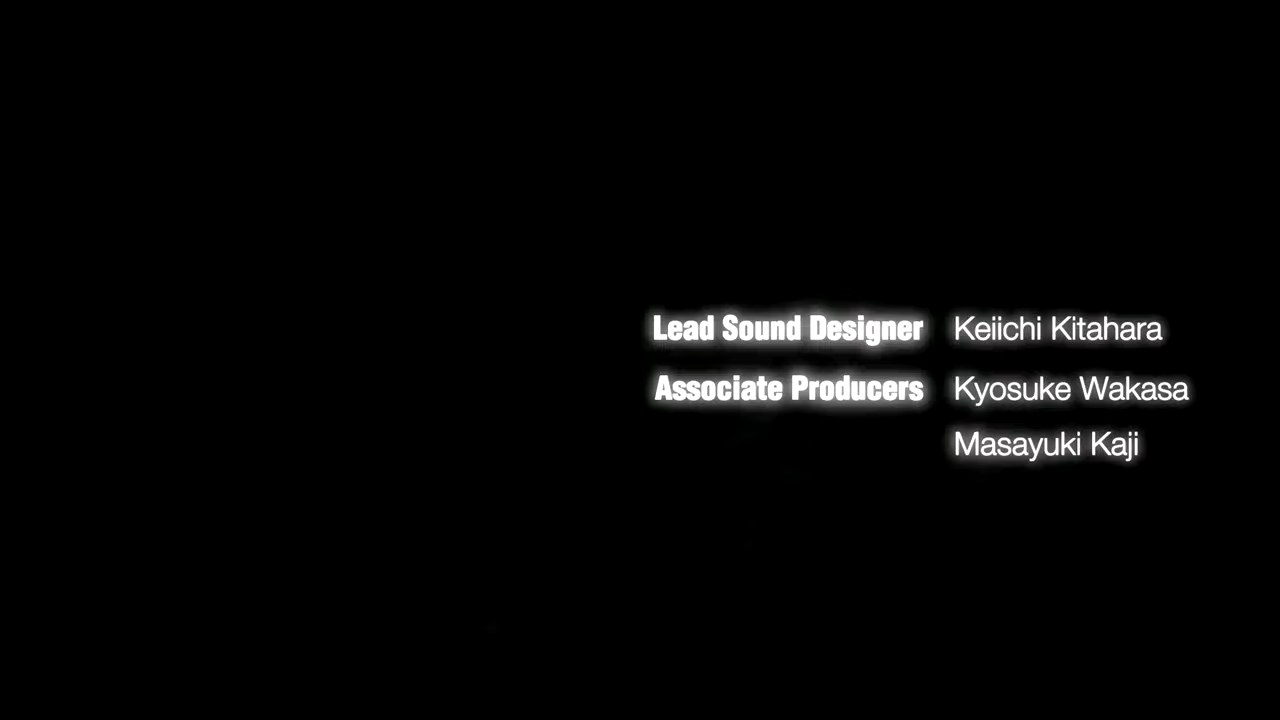 Lead Sound Designer Keiichi Kitahara
Associate Producers Kyosuke Wakasa
Masayuki Kaji